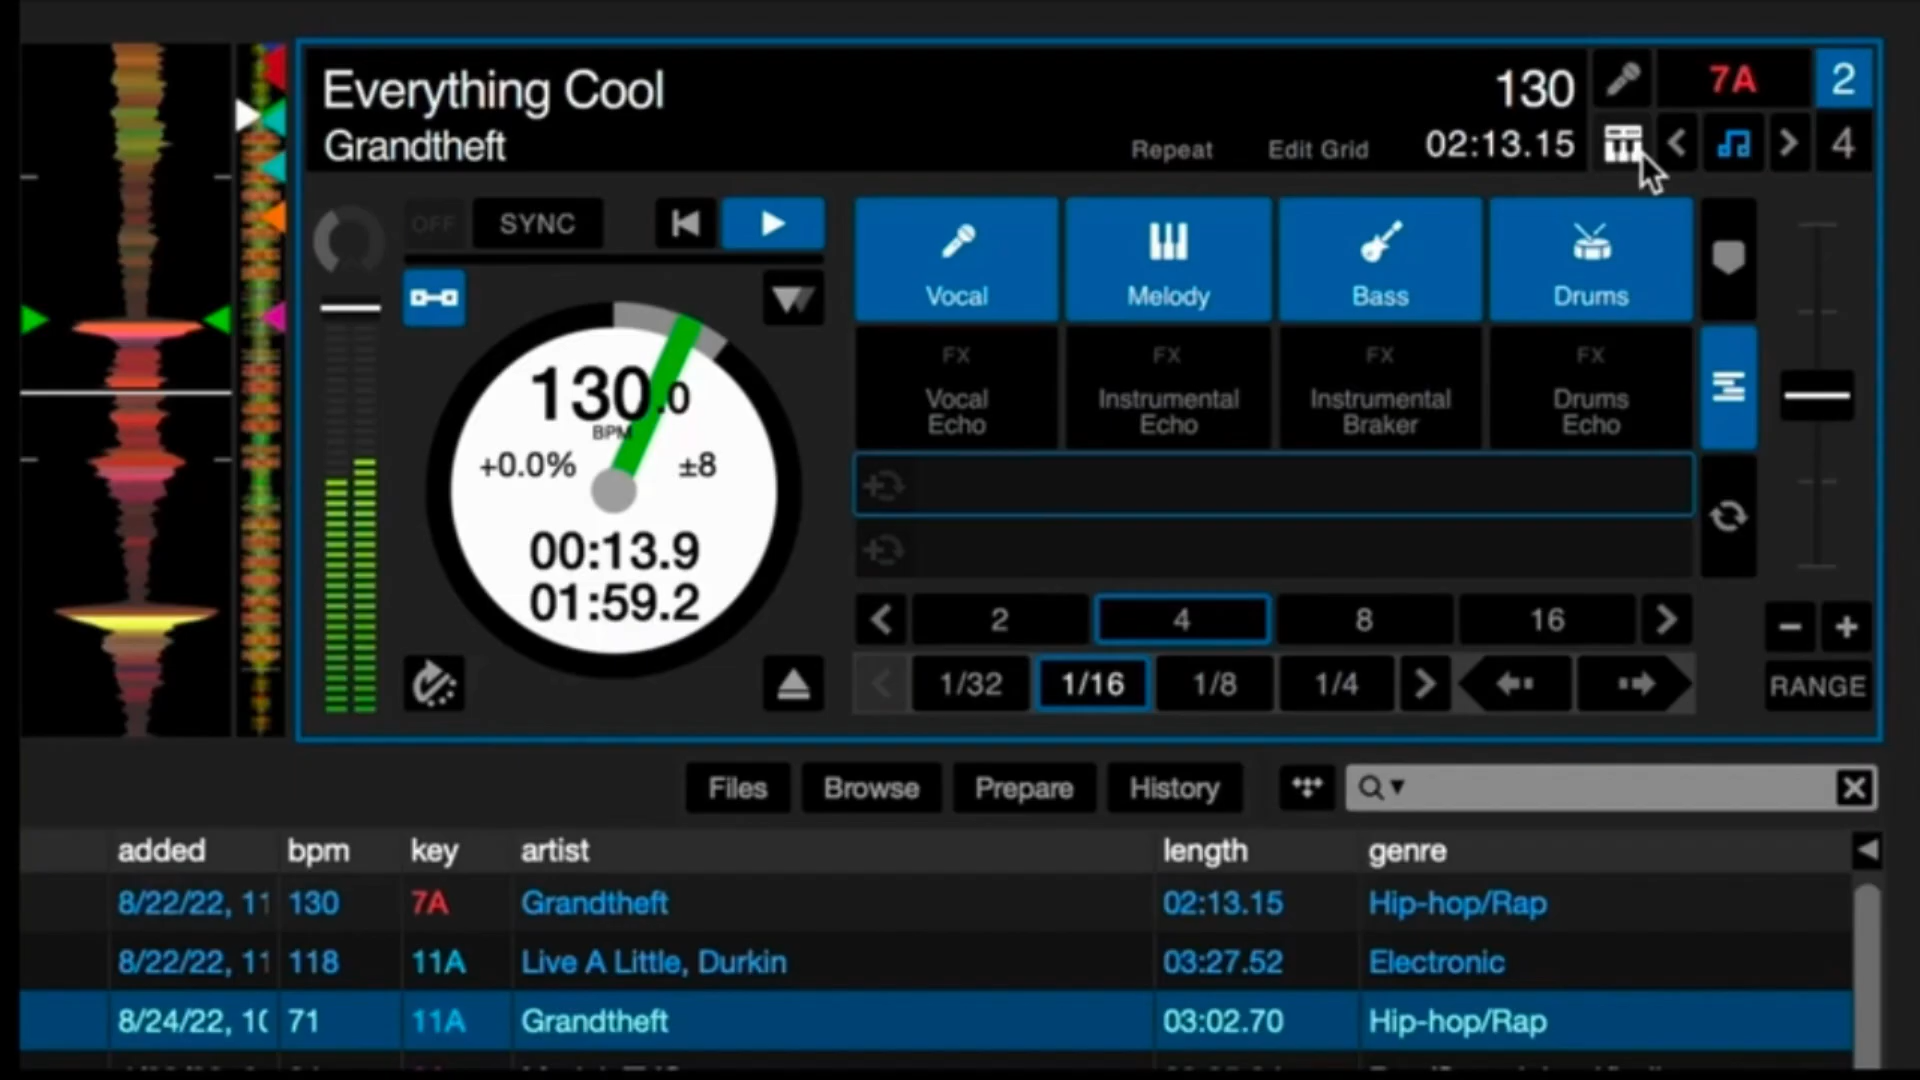 Everything Cool
Grandtheft
Repeat
Edit Grid
130
02:13.15
7A
2
4
OFF
SYNC
130.0
BPM
+0.0%
±8
00:13.9
01:59.2
Vocal
Melody
Bass
Drums
FX
Vocal
Echo
FX
Instrumental
Echo
FX
Instrumental
Braker
FX
Drums
Echo
2
4
8
16
1/32
1/16
1/8
1/4
RANGE
Files
Browse
Prepare
History
added bpm key artist length genre
8/22/22, 11 130 7A Grandtheft 02:13.15 Hip-hop/Rap
8/22/22, 11 118 11A Live A Little, Durkin 03:27.52 Electronic
8/24/22, 10 71 11A Grandtheft 03:02.70 Hip-hop/Rap